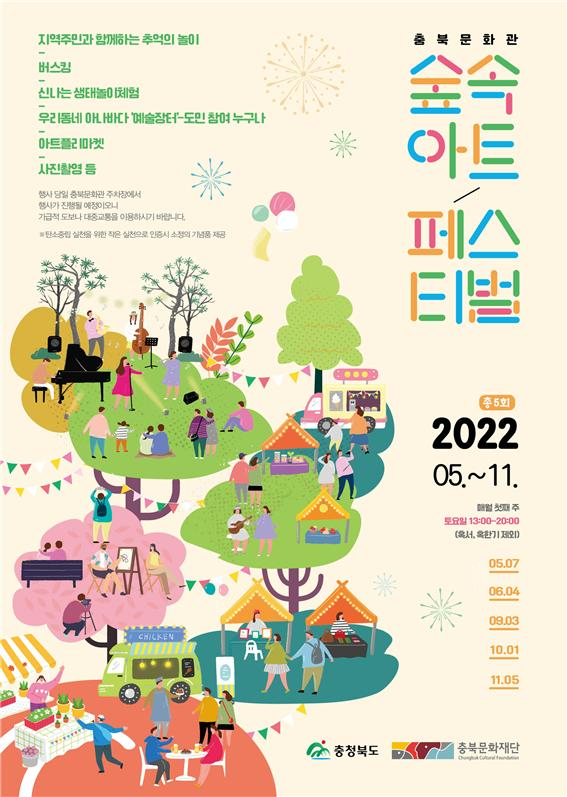 지역주민과 함께하는 추억의 놀이
버스킹
신나는 생태놀이체험
우리동네 아나바다 '예술장터'-도민 참여 누구나
아트플리마켓
사진촬영 등
행사 당일 충북문화관 주차장에서
행사가 진행될 예정이오니
가급적 도보나 대중교통을 이용하시기 바랍니다.
※탄소중립 실천을 위한 작은 실천으로 인증시 소정의 기념품 제공
충북문화관
숲속
아트
페스
티벌
총 5회
2022
05.~11.
매월 첫째 주
토요일 13:00~20:00
(혹서, 혹한기 제외)
05.07
06.04
09.03
10.01
11.05
CHICKEN
충청북도
충북문화재단
Chungbuk Cultural Foundation